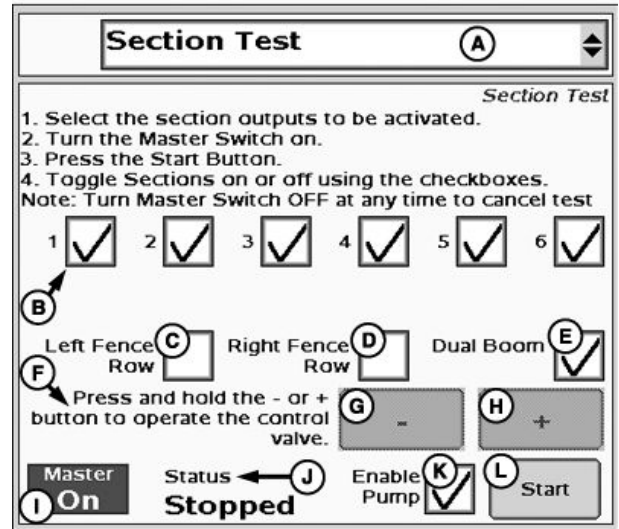 Section Test
A
Section Test
1. Select the section outputs to be activated.
2. Turn the Master Switch on.
3. Press the Start Button.
4. Toggle Sections on or off using the checkboxes.
Note: Turn Master Switch OFF at any time to cancel test
1 2 3 4 5 6
B
Left Fence Row C
Right Fence Row D
Dual Boom E
F
Press and hold the - or +
button to operate the control
valve.
G -
H +
Master
I On
Status J
Stopped
Enable
Pump K
L Start